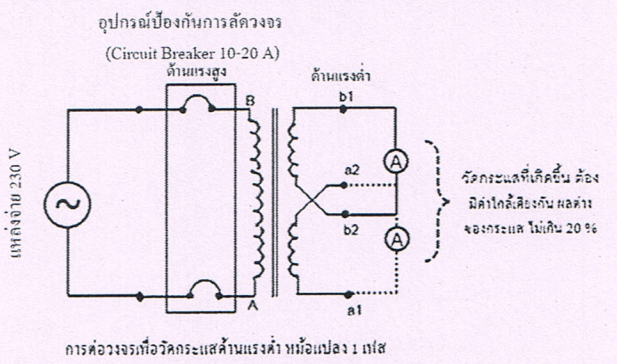 อุปกรณ์ป้องกันการลัดวงจร
(Circuit Breaker 10-20 A)
ด้านแรงสูง
ด้านแรงต่ำ
B
b1
A
a2
แหล่งจ่าย 230 V
b2
A
วัดกระแสที่เกิดขึ้น ต้อง
มีค่าใกล้เคียงกัน ผลต่าง
ของกระแส ไม่เกิน 20 %
A
a1
การต่อวงจรเพื่อวัดกระแสด้านแรงต่ำ หม้อแปลง 1 เฟส